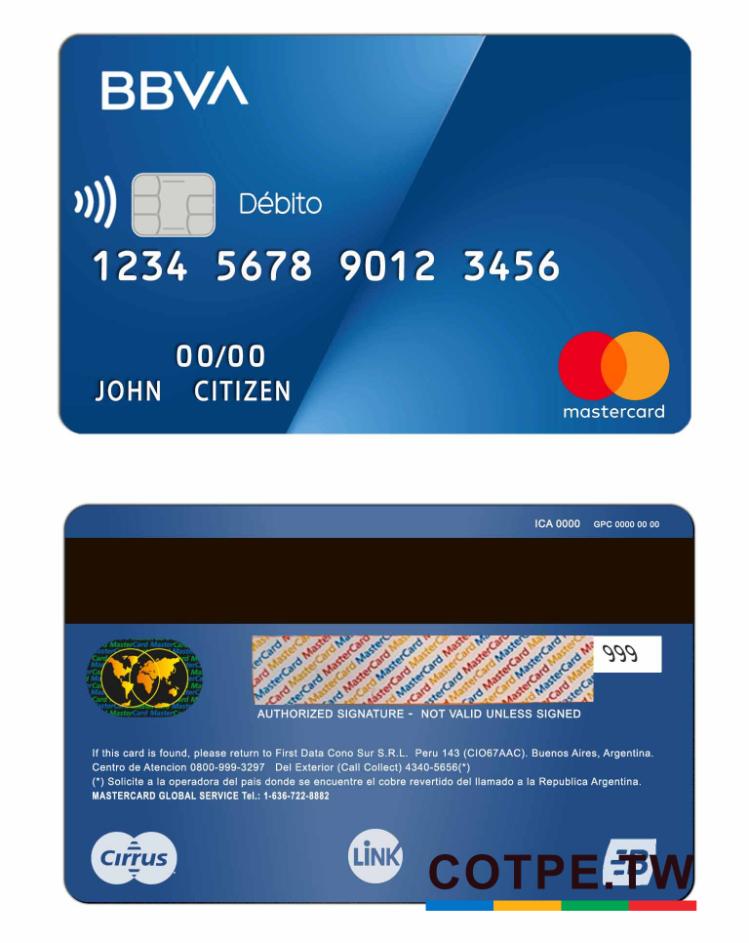 BBVA
Débito
1234 5678 9012 3456
00/00
JOHN CITIZEN
mastercard
ICA 0000 GPC 0000 00 00
MasterCard MasterCard MasterCard MasterCard
999
AUTHORIZED SIGNATURE - NOT VALID UNLESS SIGNED
If this card is found, please return to First Data Cono Sur S.R.L. Peru 143 (CIO67AAC). Buenos Aires, Argentina.
Centro de Atencion 0800-999-3297 Del Exterior (Call Collect) 4340-5656(*)
(*) Solicite a la operadora del pais donde se encuentre el cobre revertido del llamado a la Republica Argentina.
MASTERCARD GLOBAL SERVICE Tel.: 1-636-722-8882
Cirrus
LINK
B
COTPE.TW